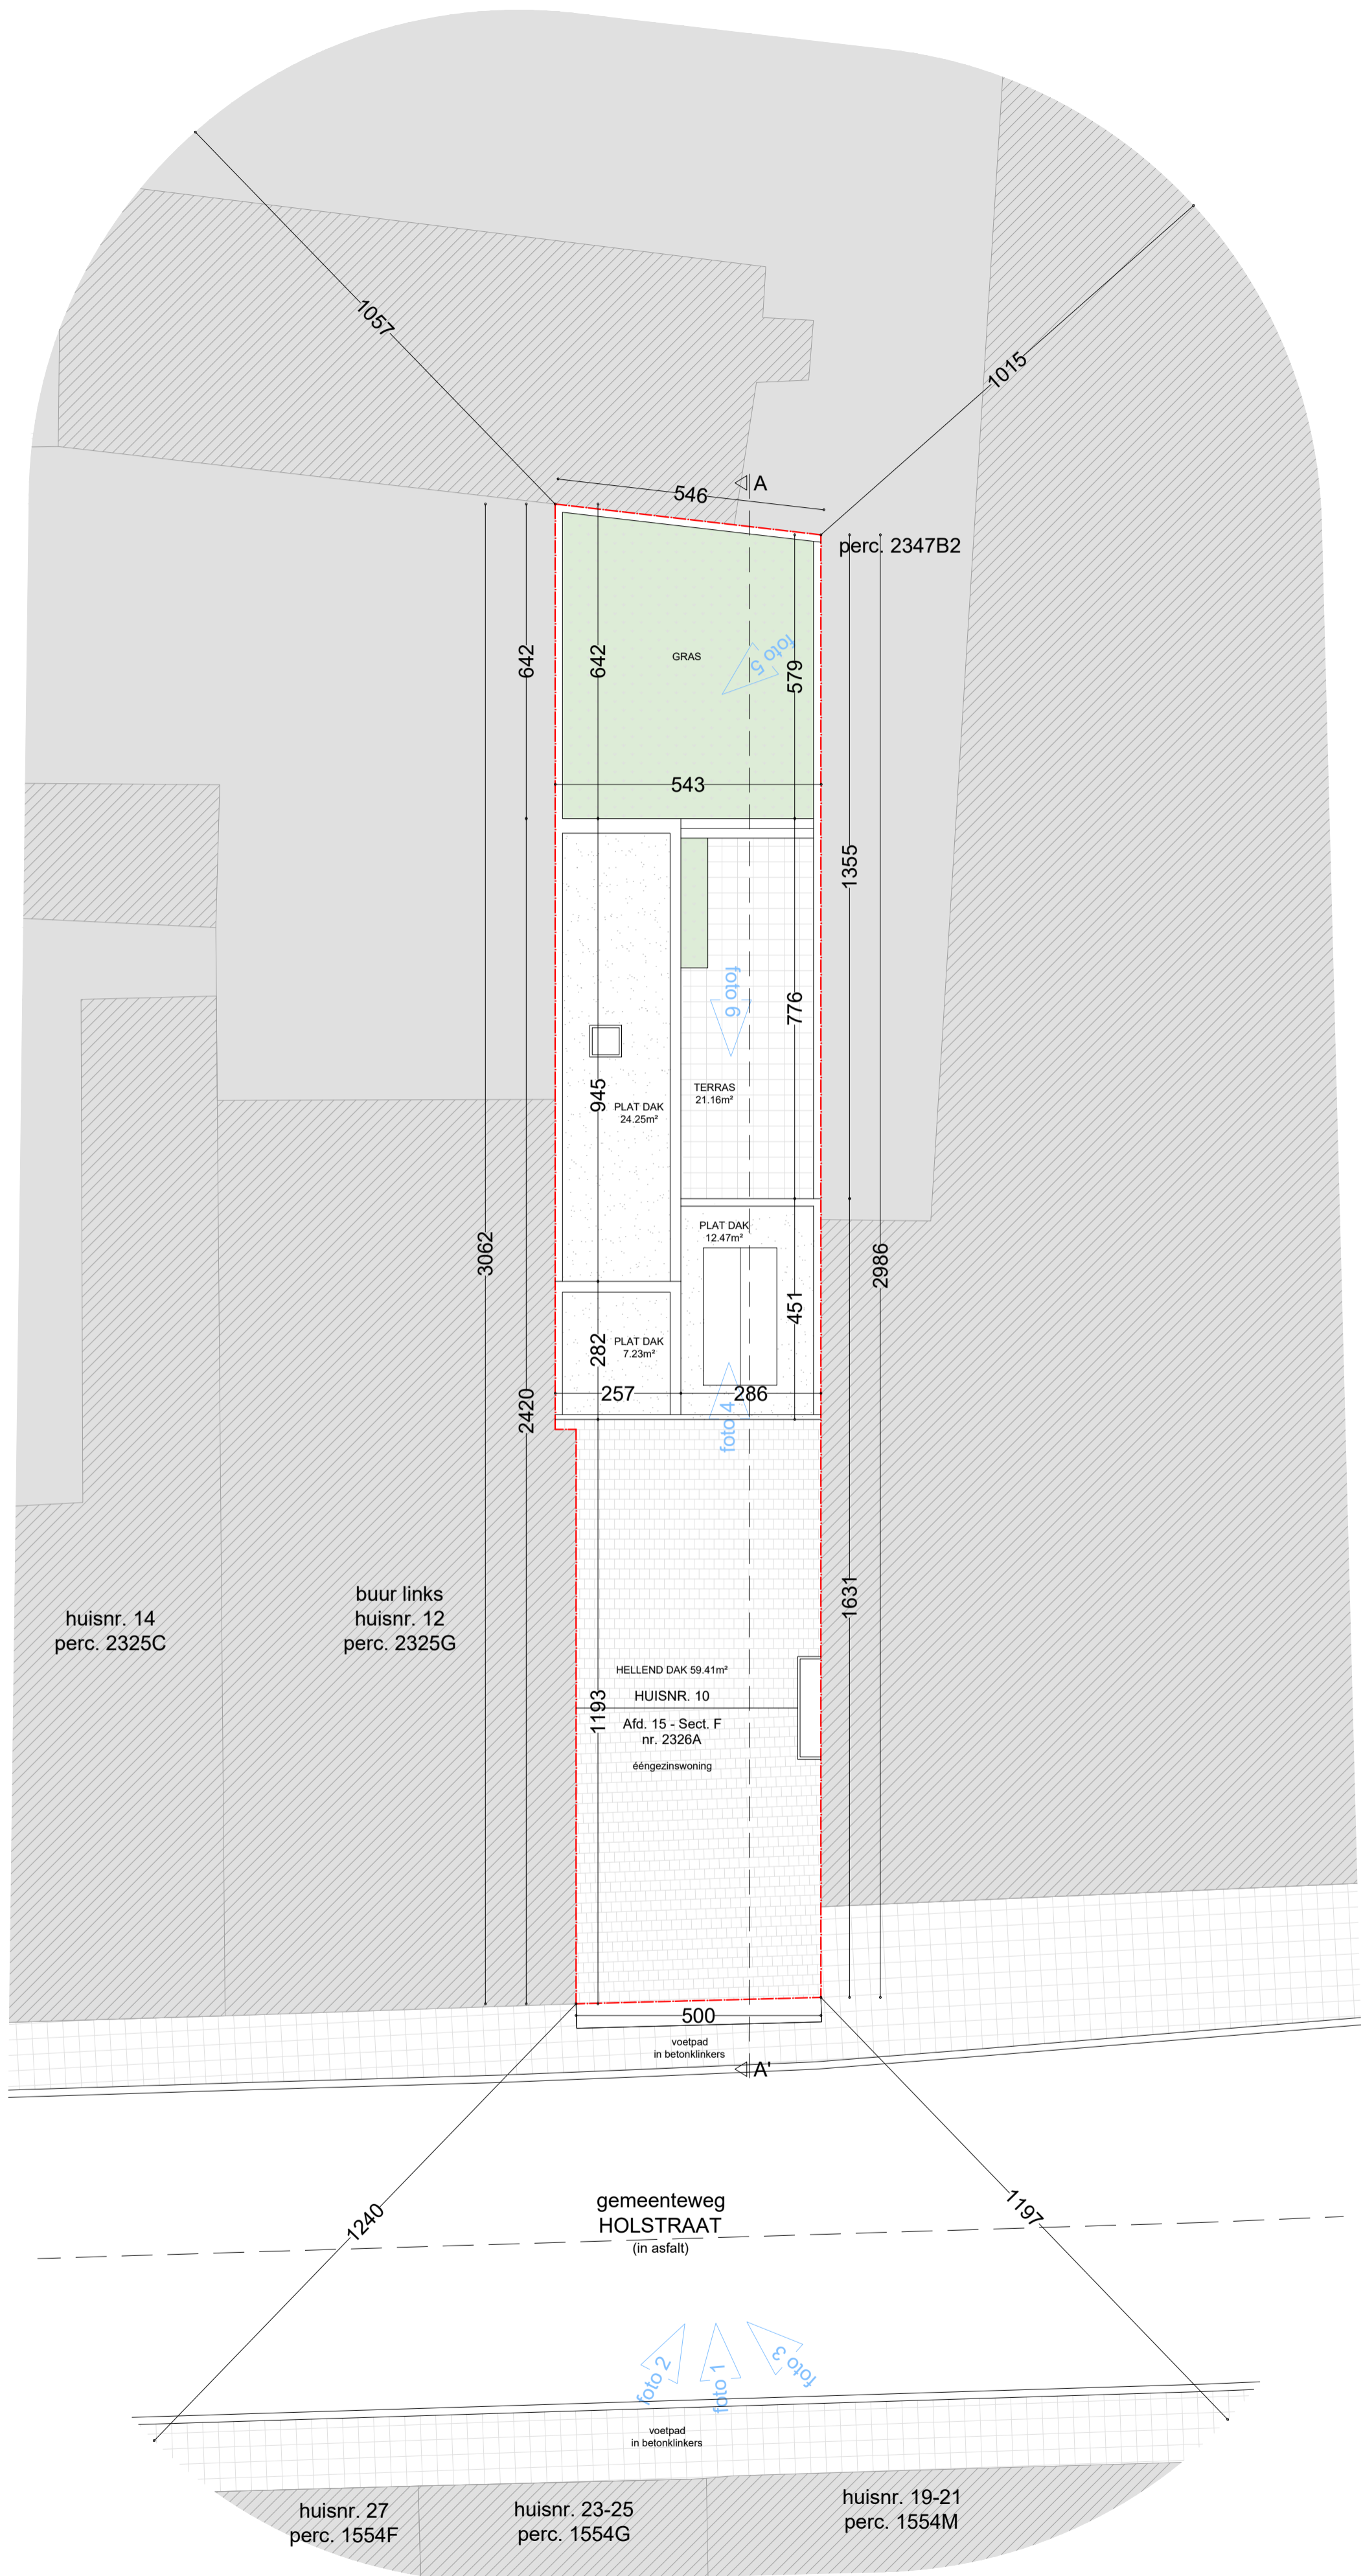 1057
1015
546
A
perc. 2347B2
642
642
579
GRAS
foto 5
543
1355
foto 6
776
945
TERRAS
21.16m²
PLAT DAK
24.25m²
PLAT DAK
12.47m²
3062
2986
451
PLAT DAK
7.23m²
282
257
286
2420
foto 4
1631
buur links
huisnr. 12
perc. 2325G
huisnr. 14
perc. 2325C
HELLEND DAK 59.41m²
HUISNR. 10
1193
Afd. 15 - Sect. F
nr. 2326A
ééngezinswoning
500
voetpad
in betonklinkers
A'
1240
1197
gemeenteweg
HOLSTRAAT
(in asfalt)
foto 2
foto 1
foto 3
voetpad
in betonklinkers
huisnr. 27
perc. 1554F
huisnr. 23-25
perc. 1554G
huisnr. 19-21
perc. 1554M